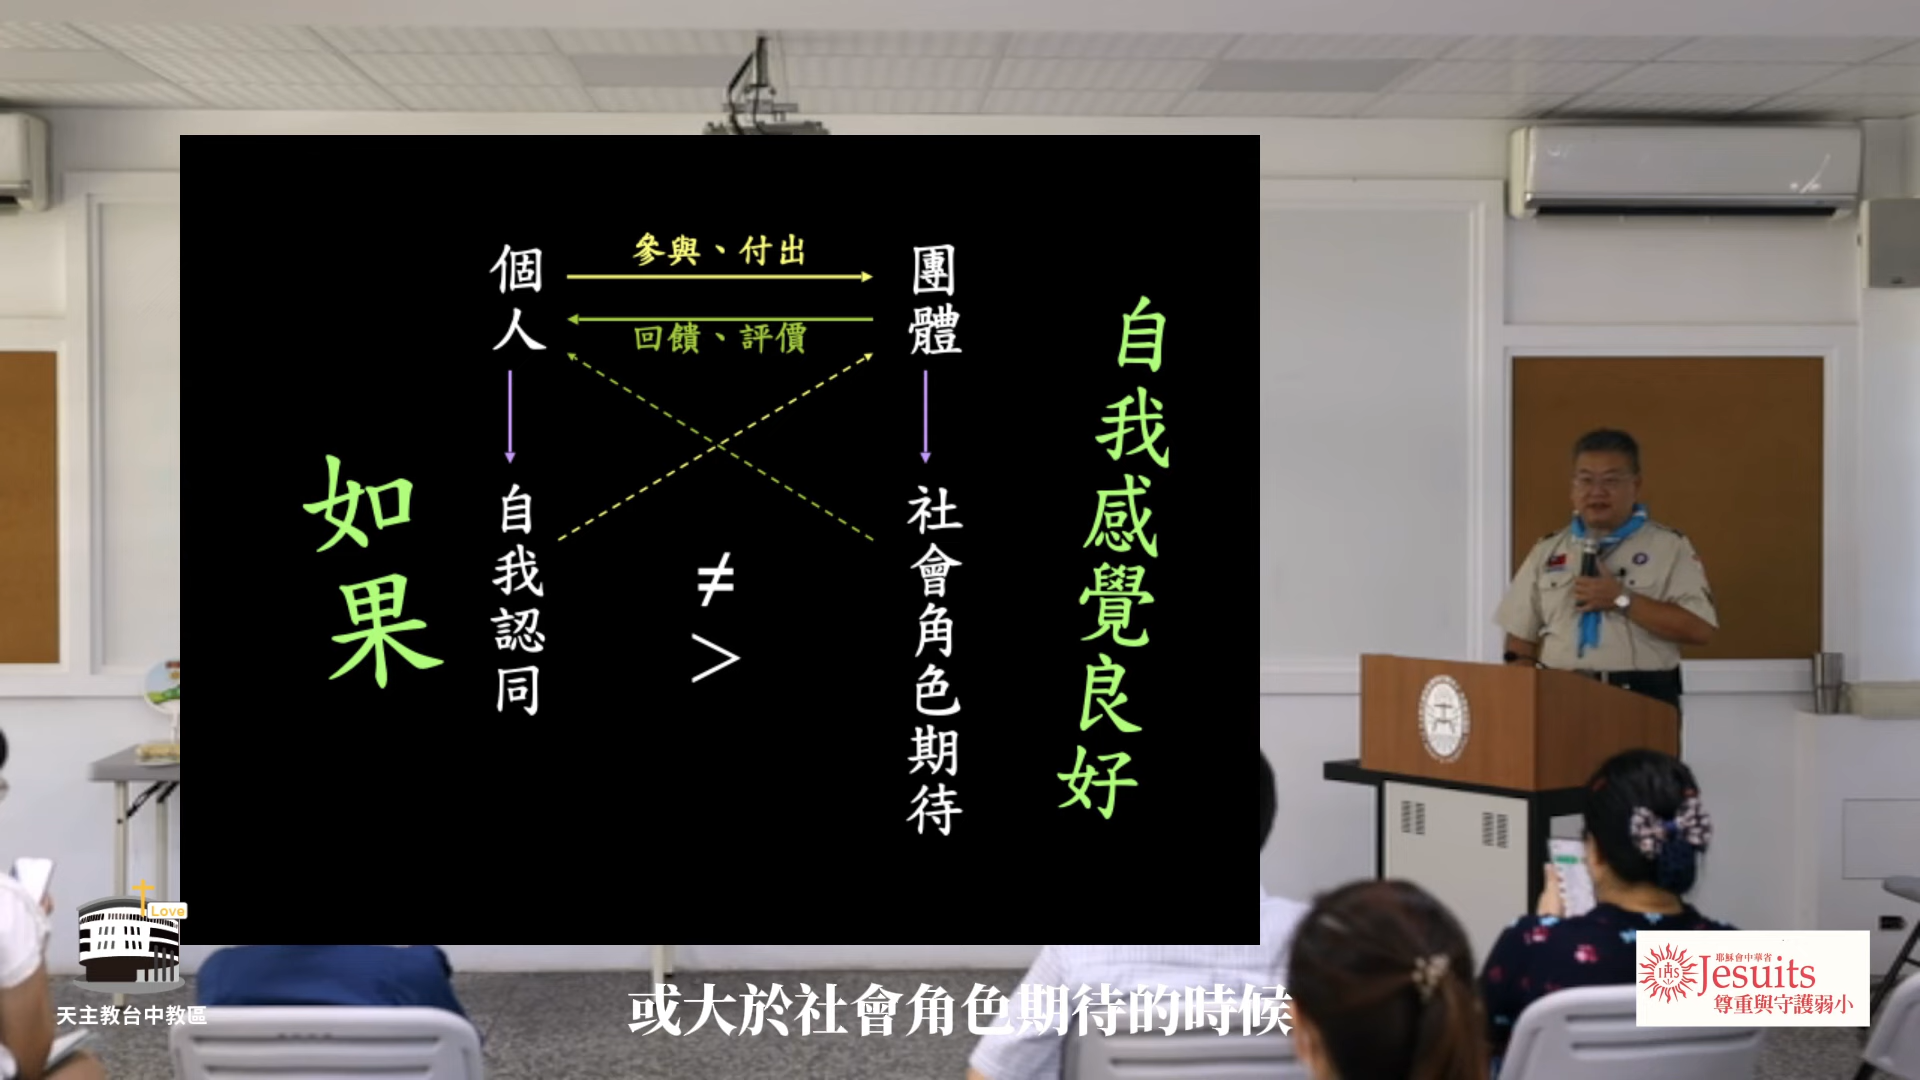 如果
個人
參與、付出
回饋、評價
團體
自我認同
≠
>
社會角色期待
自我感覺良好
Love
天主教台中教區
或大於社會角色期待的時候
耶穌會中華省
IHS
Jesuits
尊重與守護弱小